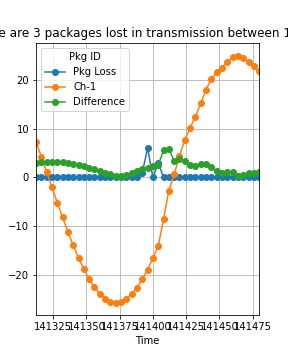 e are 3 packages lost in transmission between 1
Pkg ID
Pkg Loss
Ch-1
Difference
20
10
0
−10
−20
141325 141350 141375 141400 141425 141450 141475
Time